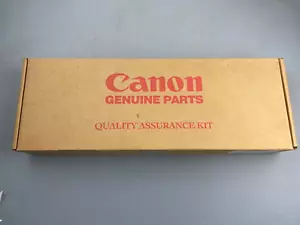 Canon
GENUINE PARTS
QUALITY ASSURANCE KIT